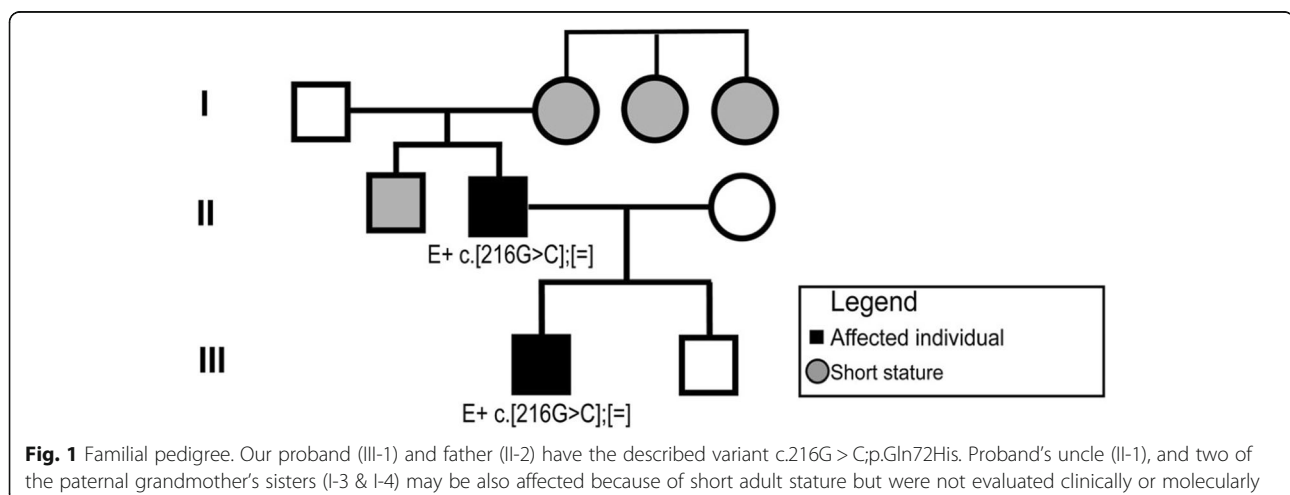 I
II
E+ c.[216G>C];[=]
Legend
Affected individual
Short stature
III
E+ c.[216G>C];[=]
Fig. 1 Familial pedigree. Our proband (III-1) and father (II-2) have the described variant c.216G > C;p.Gln72His. Proband's uncle (II-1), and two of
the paternal grandmother's sisters (I-3 & I-4) may be also affected because of short adult stature but were not evaluated clinically or molecularly